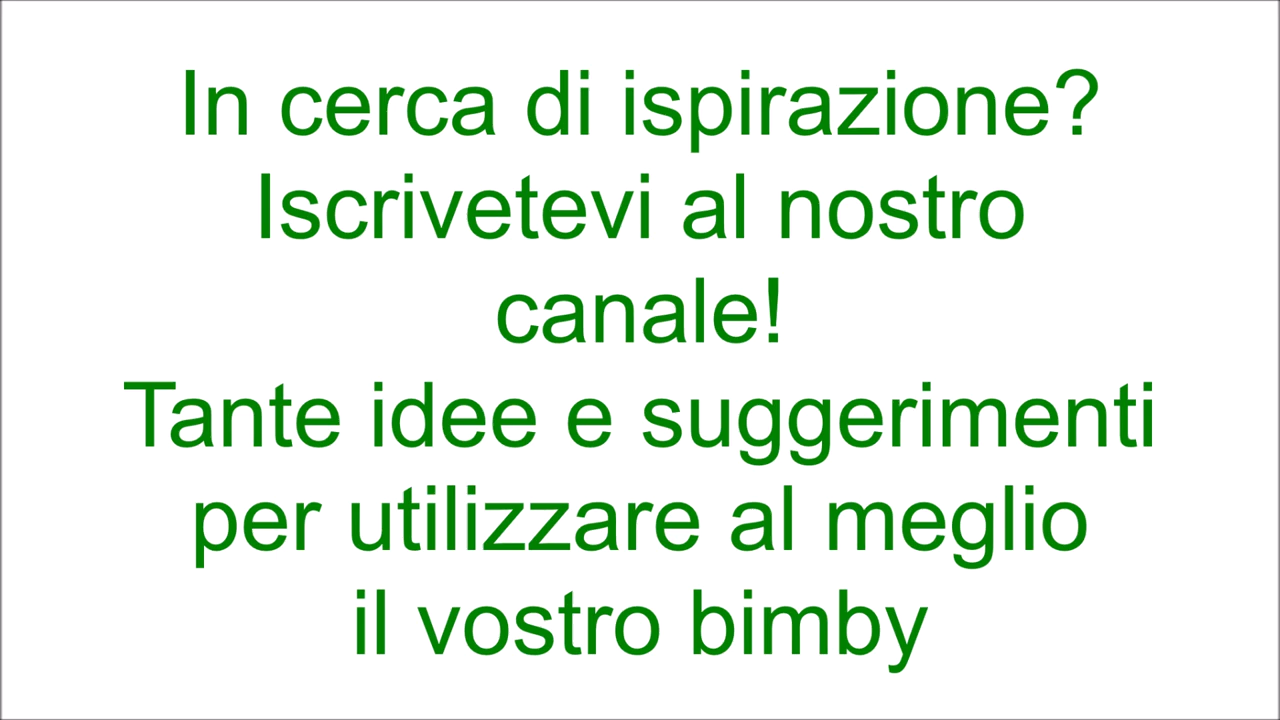 In cerca di ispirazione?
Iscrivetevi al nostro
canale!
Tante idee e suggerimenti
per utilizzare al meglio
il vostro bimby